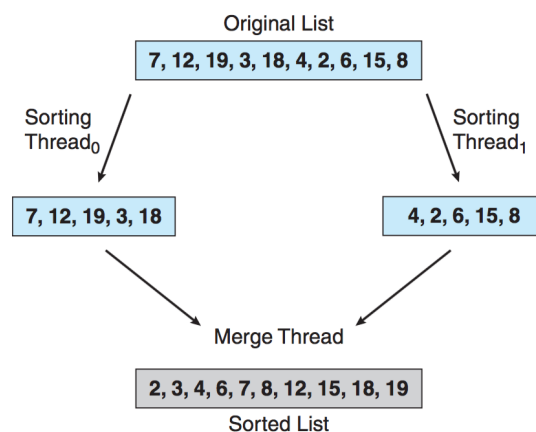 Original List
7, 12, 19, 3, 18, 4, 2, 6, 15, 8
Sorting
Thread₀
Sorting
Thread₁
7, 12, 19, 3, 18
4, 2, 6, 15, 8
Merge Thread
2, 3, 4, 6, 7, 8, 12, 15, 18, 19
Sorted List